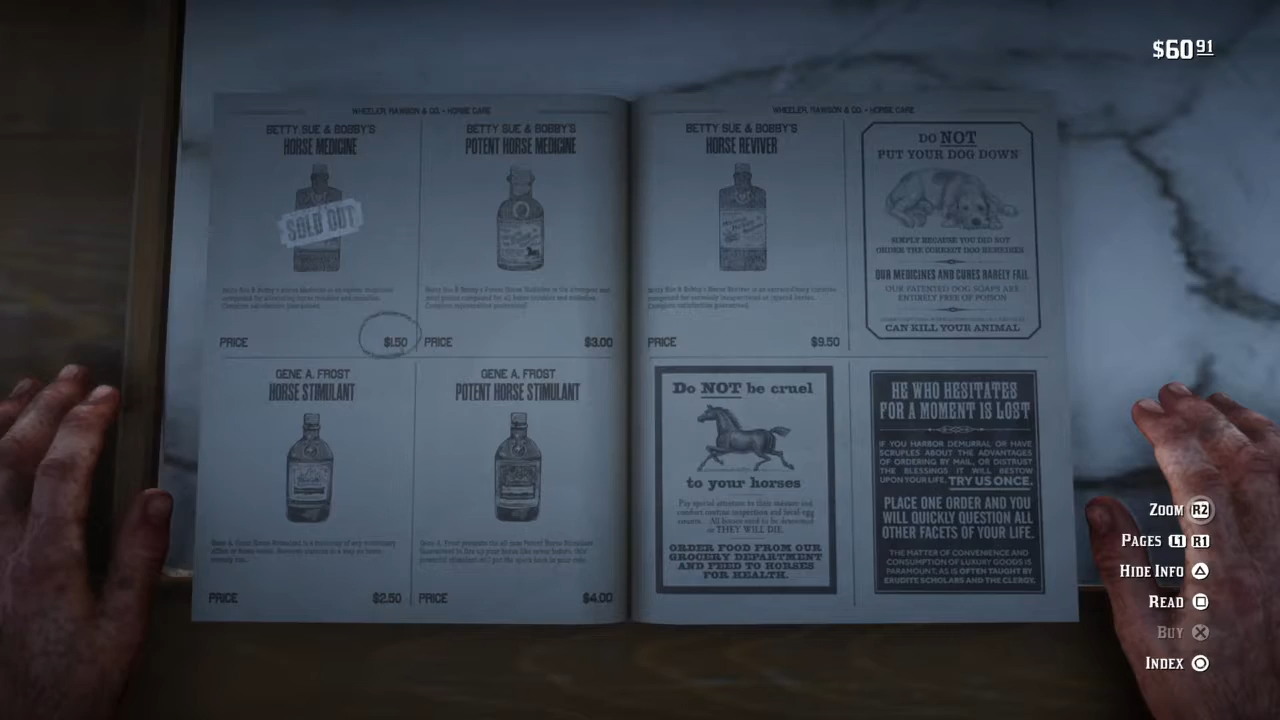 $60 91
WHEELER, RAWSON & CO. - HORSE CARE
BETTY SUE & BOBBY'S
HORSE MEDICINE
SOLD OUT
PRICE $1.50
BETTY SUE & BOBBY'S
POTENT HORSE MEDICINE
PRICE $3.00
GENE A. FROST
HORSE STIMULANT
PRICE $2.50
GENE A. FROST
POTENT HORSE STIMULANT
PRICE $4.00
WHEELER, RAWSON & CO. - HORSE CARE
BETTY SUE & BOBBY'S
HORSE REVIVER
PRICE $9.50
DO NOT
PUT YOUR DOG DOWN
SIMPLY BECAUSE YOU DID NOT
ORDER THE CORRECT DOG REMEDIES
OUR MEDICINES AND CURES RARELY FAIL
OUR PATENTED DOG SOAPS ARE
ENTIRELY FREE OF POISON
CAN KILL YOUR ANIMAL
Do NOT be cruel
to your horses
THEY WILL DIE.
ORDER FOOD FROM OUR
GROCERY DEPARTMENT
AND FEED TO HORSES
FOR HEALTH.
HE WHO HESITATES
FOR A MOMENT IS LOST
IF YOU HARBOR DEMURRAL OR HAVE
SCRUPLES ABOUT THE ADVANTAGES
OF ORDERING BY MAIL, OR DISTRUST
THE BLESSINGS IT WILL BESTOW
UPON YOUR LIFE, TRY US ONCE.
PLACE ONE ORDER AND YOU
WILL QUICKLY QUESTION ALL
OTHER FACETS OF YOUR LIFE.
THE MATTER OF CONVENIENCE AND
CONSUMPTION OF LUXURY GOODS IS
PARAMOUNT, AS IS OFTEN TAUGHT BY
ERUDITE SCHOLARS AND THE CLERGY.
ZOOM R2
PAGES L1 R1
HIDE INFO
READ
BUY
INDEX